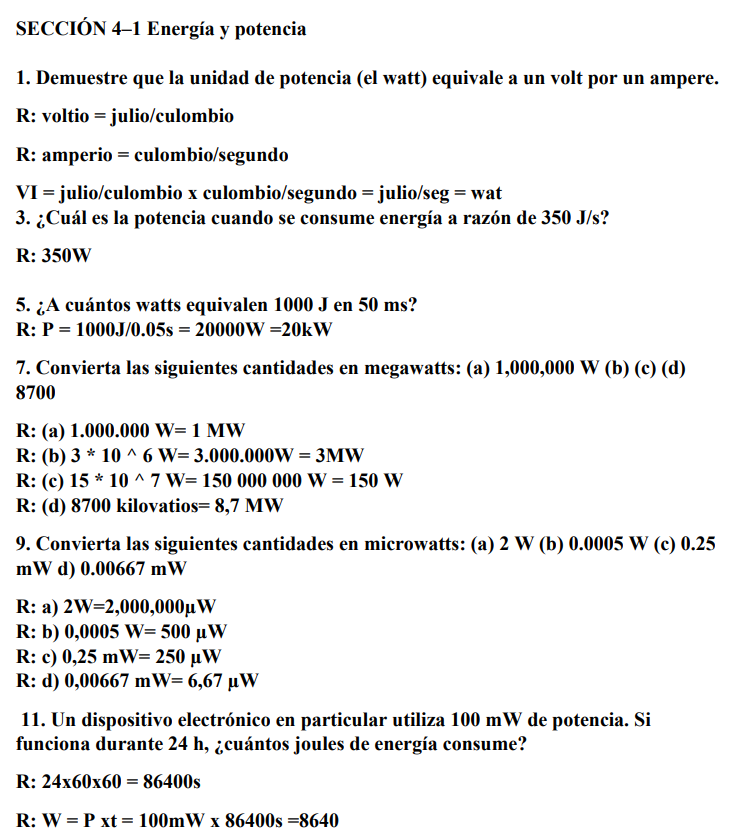 SECCIÓN 4–1 Energía y potencia
1. Demuestre que la unidad de potencia (el watt) equivale a un volt por un ampere.
R: voltio = julio/culombio
R: amperio = culombio/segundo
VI = julio/culombio x culombio/segundo = julio/seg = wat
3. ¿Cuál es la potencia cuando se consume energía a razón de 350 J/s?
R: 350W
5. ¿A cuántos watts equivalen 1000 J en 50 ms?
R: P = 1000J/0.05s = 20000W =20kW
7. Convierta las siguientes cantidades en megawatts: (a) 1,000,000 W (b) (c) (d)
8700
R: (a) 1.000.000 W= 1 MW
R: (b) 3 * 10 ^ 6 W= 3.000.000W = 3MW
R: (c) 15 * 10 ^ 7 W= 150 000 000 W = 150 W
R: (d) 8700 kilovatios= 8,7 MW
9. Convierta las siguientes cantidades en microwatts: (a) 2 W (b) 0.0005 W (c) 0.25
mW d) 0.00667 mW
R: a) 2W=2,000,000µW
R: b) 0,0005 W= 500 µW
R: c) 0,25 mW= 250 µW
R: d) 0,00667 mW= 6,67 µW
11. Un dispositivo electrónico en particular utiliza 100 mW de potencia. Si
funciona durante 24 h, ¿cuántos joules de energía consume?
R: 24x60x60 = 86400s
R: W = P xt = 100mW x 86400s =8640